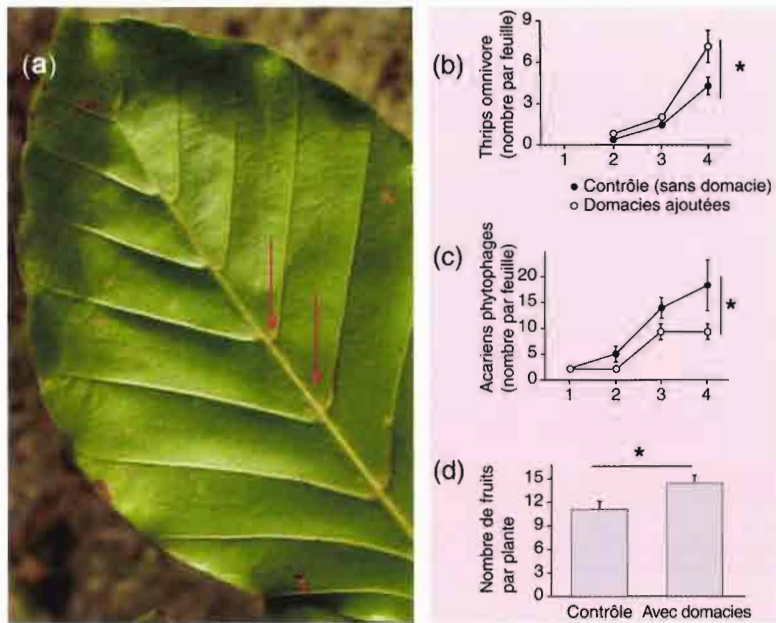 (a)
(b)
Thrips omnivore
(nombre par feuille)
9
6
3
0
1 2 3 4
*
● Contrôle (sans domacie)
○ Domacies ajoutées
(c)
Acariens phytophages
(nombre par feuille)
20
15
10
5
0
1 2 3 4
*
(d)
Nombre de fruits
par plante
15
12
9
6
3
0
*
Contrôle Avec domacies